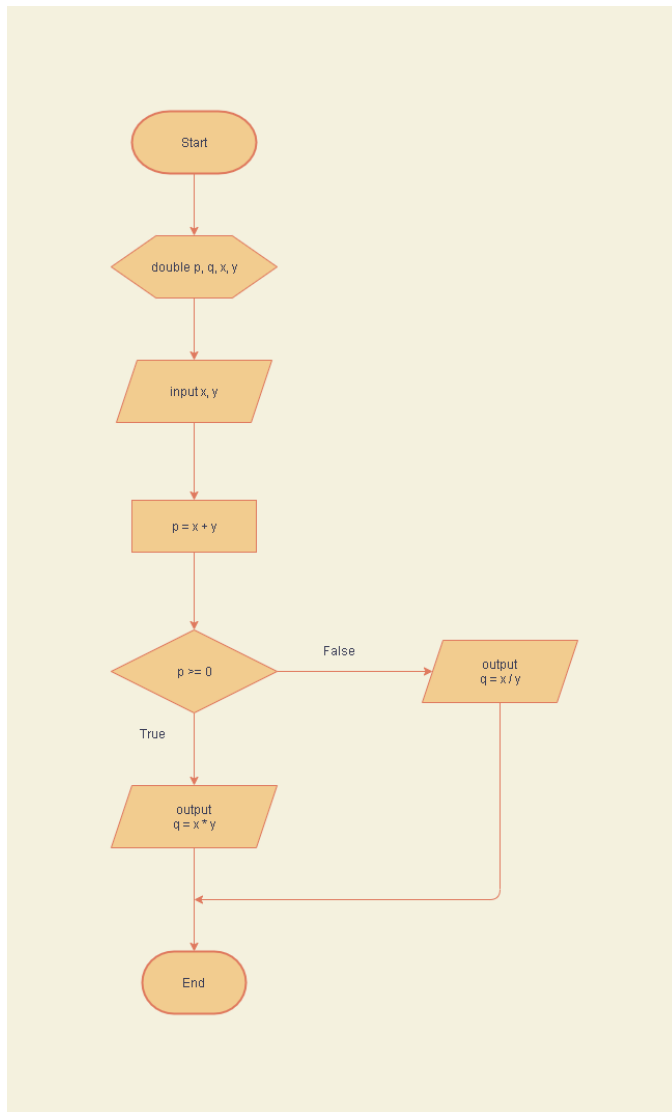 Start
double p, q, x, y
input x, y
p = x + y
p >= 0
False
output
q = x / y
True
output
q = x * y
End